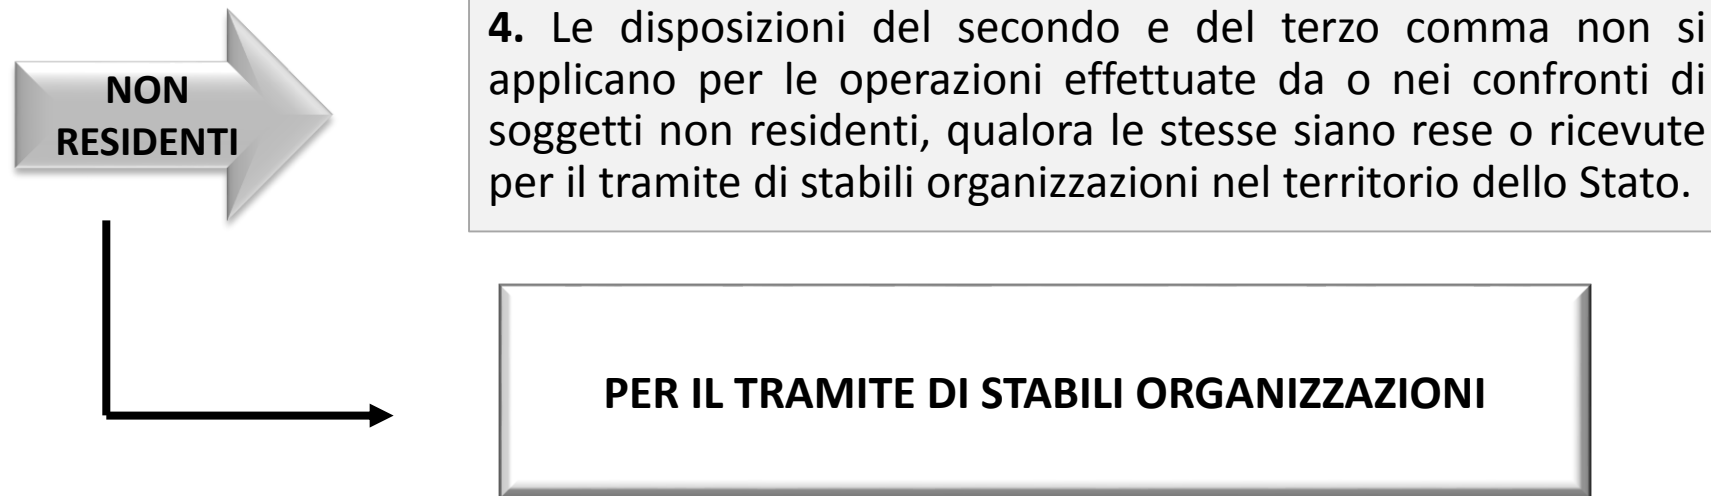 NON
RESIDENTI
4. Le disposizioni del secondo e del terzo comma non si
applicano per le operazioni effettuate da o nei confronti di
soggetti non residenti, qualora le stesse siano rese o ricevute
per il tramite di stabili organizzazioni nel territorio dello Stato.
PER IL TRAMITE DI STABILI ORGANIZZAZIONI